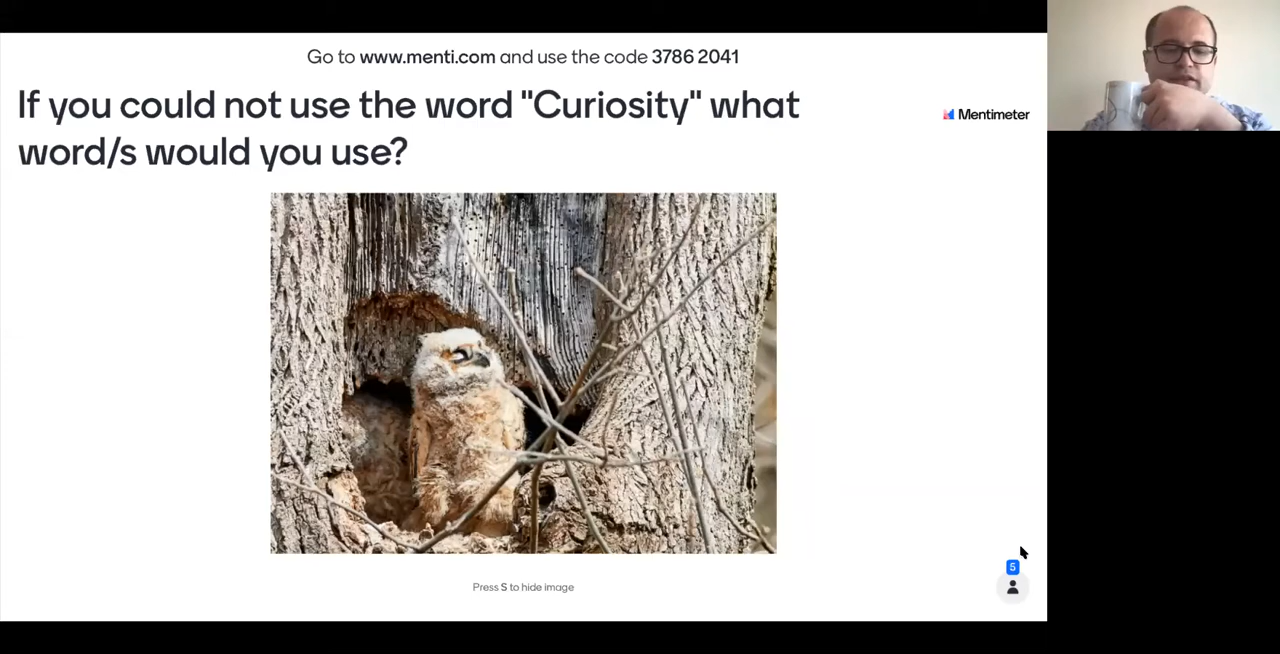 Go to www.menti.com and use the code 3786 2041
If you could not use the word "Curiosity" what
word/s would you use?
Mentimeter
Press S to hide image
5